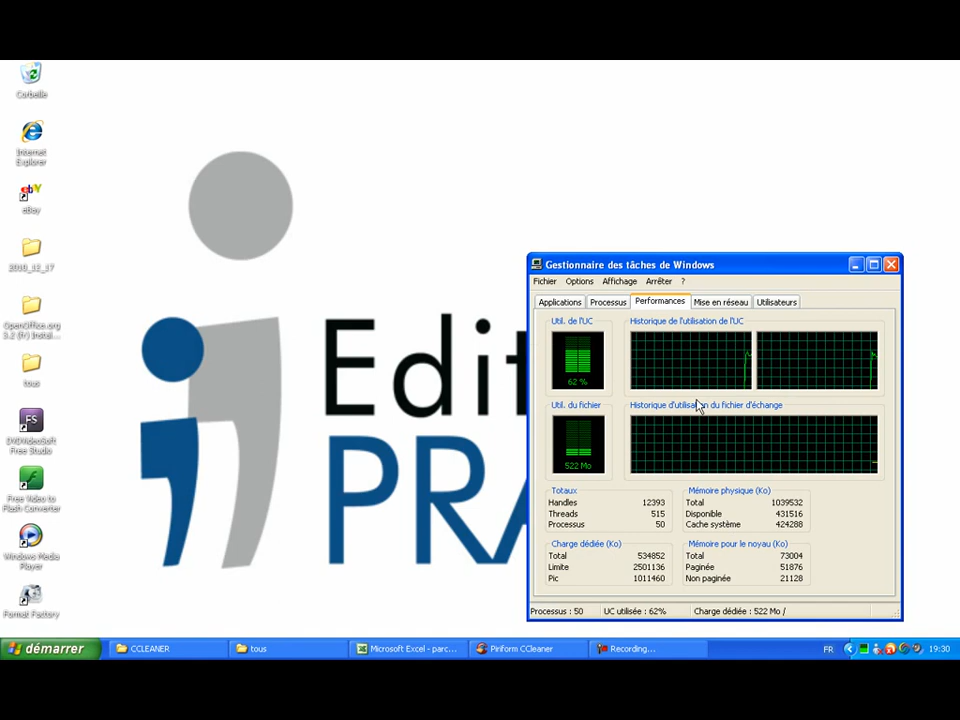 Corbeille
Internet
Explorer
eBay
2010_12_17
OpenOffice.org
3.2 (fr) Instal...
tous
FS
DVDVideoSoft
Free Studio
Free Video to
Flash Converter
Windows Media
Player
Format Factory
Edit
PRA
Gestionnaire des tâches de Windows
Fichier Options Affichage Arrêter ?
Applications Processus Performances Mise en réseau Utilisateurs
Util. de l'UC
Historique de l'utilisation de l'UC
62 %
Util. du fichier
Historique d'utilisation du fichier d'échange
522 Mo
Totaux
Handles 12393
Threads 515
Processus 50
Mémoire physique (Ko)
Total 1039532
Disponible 431516
Cache système 424288
Charge dédiée (Ko)
Total 534852
Limite 2501136
Pic 1011460
Mémoire pour le noyau (Ko)
Total 73004
Paginée 51876
Non paginée 21128
Processus : 50 UC utilisée : 62% Charge dédiée : 522 Mo /
démarrer CCLEANER tous Microsoft Excel - parc... Piriform CCleaner Recording... FR 19:30